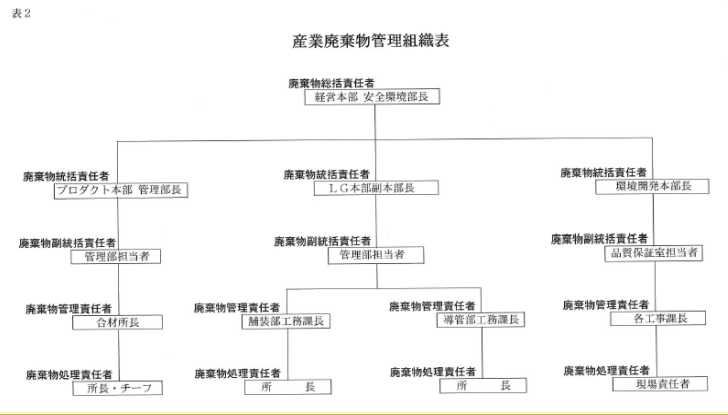 表2
産業廃棄物管理組織表
廃棄物総括責任者
経営本部 安全環境部長
廃棄物統括責任者
プロダクト本部 管理部長
廃棄物統括責任者
LG本部副本部長
廃棄物統括責任者
環境開発本部長
廃棄物副統括責任者
管理部担当者
廃棄物副統括責任者
管理部担当者
廃棄物副統括責任者
品質保証室担当者
廃棄物管理責任者
合材所長
廃棄物管理責任者
舗装部工務課長
廃棄物管理責任者
導管部工務課長
廃棄物管理責任者
各工事課長
廃棄物処理責任者
所長・チーフ
廃棄物処理責任者
所 長
廃棄物処理責任者
所 長
廃棄物処理責任者
現場責任者